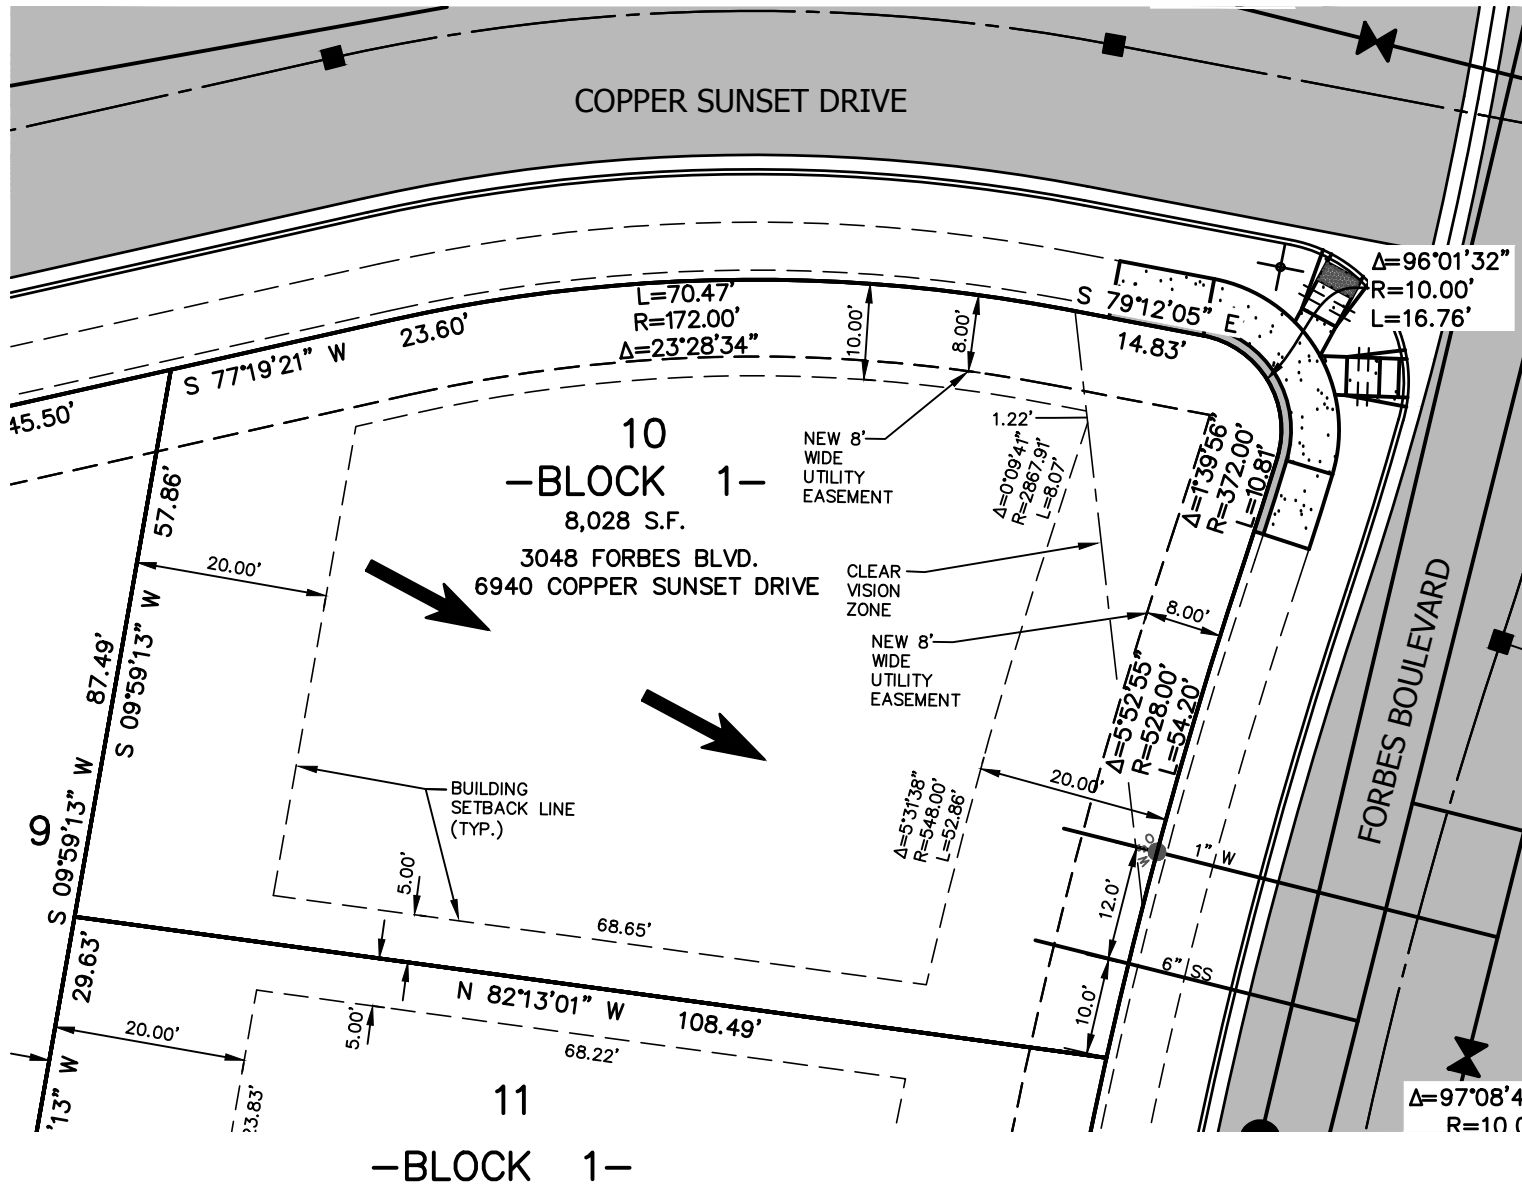 COPPER SUNSET DRIVE
Δ=96°01'32"
R=10.00'
L=16.76'
S 79°12'05" E
14.83'
L=70.47'
R=172.00'
Δ=23°28'34"
10.00'
8.00'
S 77°19'21" W
23.60'
45.50'
10
-BLOCK 1-
8,028 S.F.
3048 FORBES BLVD.
6940 COPPER SUNSET DRIVE
NEW 8'
WIDE
UTILITY
EASEMENT
1.22'
Δ=0°09'41"
R=2867.91'
L=8.07'
Δ=1°39'56"
R=372.00'
L=10.81'
57.86'
20.00'
CLEAR
VISION
ZONE
NEW 8'
WIDE
UTILITY
EASEMENT
8.00'
FORBES BOULEVARD
87.49'
S 09°59'13" W
Δ=5°52'55"
R=528.00'
L=54.20'
20.00'
BUILDING
SETBACK LINE
(TYP.)
Δ=5°31'38"
R=548.00'
L=52.86'
9
S 09°59'13" W
5.00'
W
1" W
12.0'
68.65'
29.63'
N 82°13'01" W
108.49'
6" SS
10.0'
20.00'
5.00'
68.22'
'13" W
23.83'
11
-BLOCK 1-
Δ=97°08'4
R=10.0